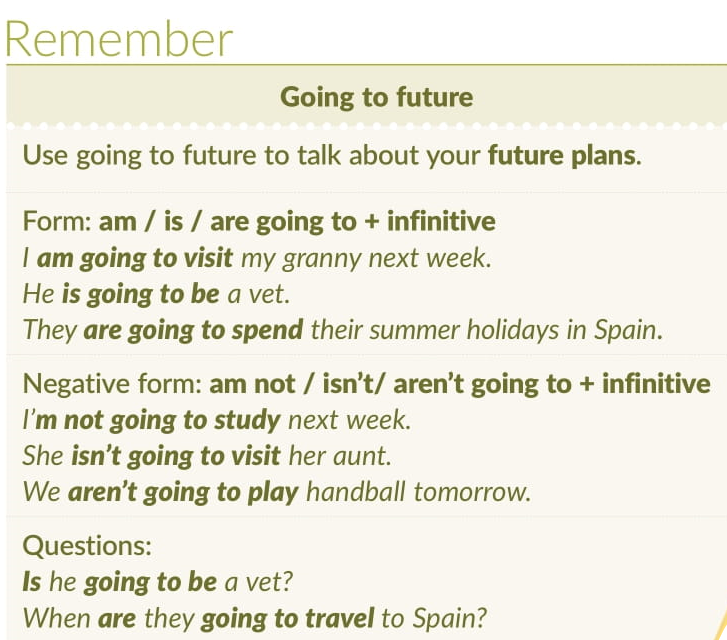 Remember
Going to future
Use going to future to talk about your future plans.
Form: am / is / are going to + infinitive
I am going to visit my granny next week.
He is going to be a vet.
They are going to spend their summer holidays in Spain.
Negative form: am not / isn’t/ aren’t going to + infinitive
I’m not going to study next week.
She isn’t going to visit her aunt.
We aren’t going to play handball tomorrow.
Questions:
Is he going to be a vet?
When are they going to travel to Spain?